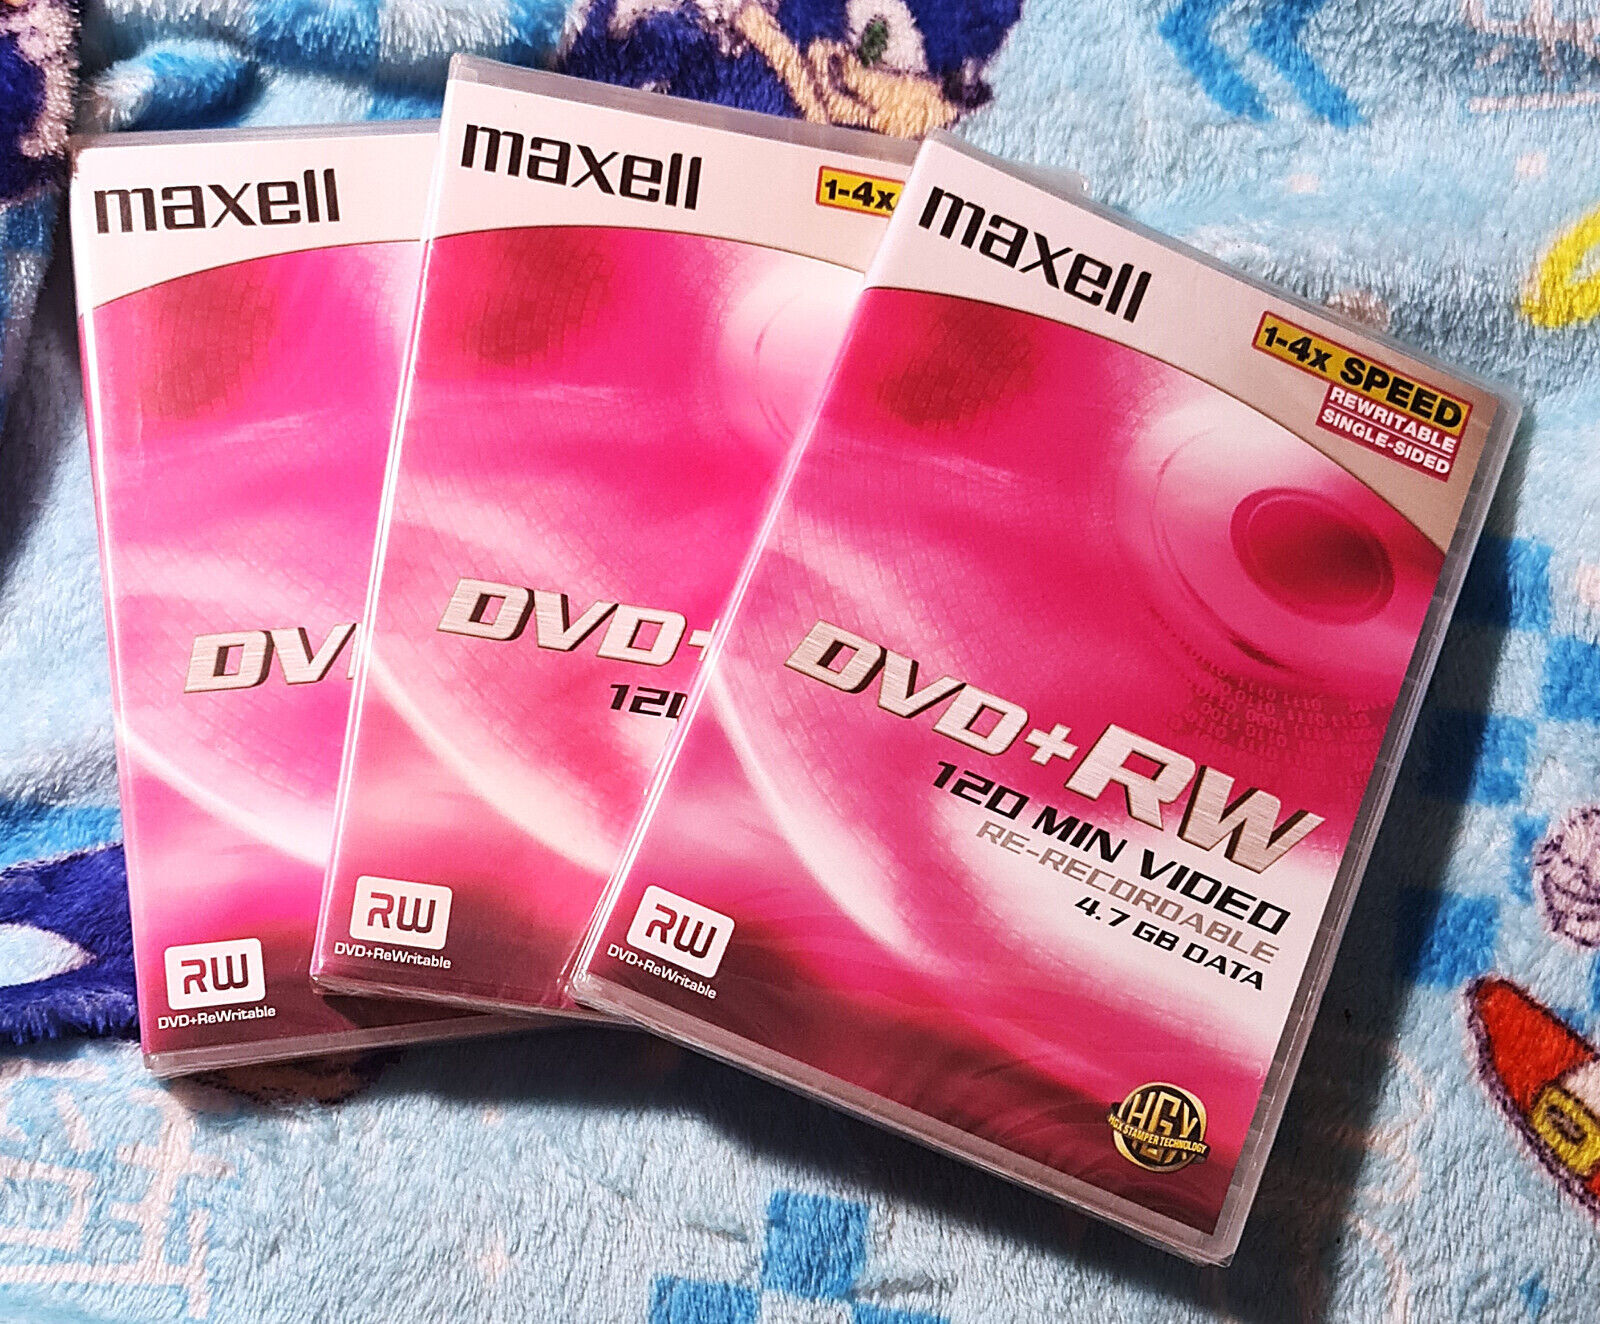 maxell
DV
RW
DVD+ReWritable
maxell
1-4x
DVD+
120
RW
DVD+ReWritable
maxell
1-4x SPEED
REWRITABLE
SINGLE-SIDED
DVD+RW
120 MIN VIDEO
RE-RECORDABLE
4.7 GB DATA
RW
DVD+ReWritable
HGX
HGX STAMPER TECHNOLOGY